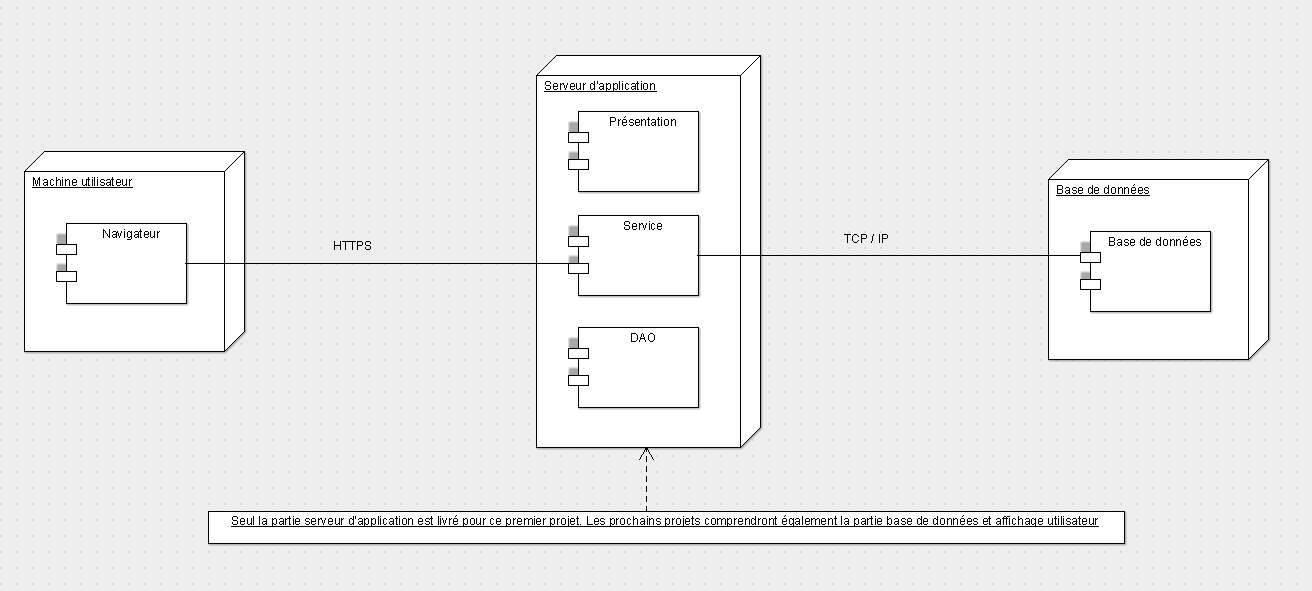 Serveur d'application
Présentation
Machine utilisateur
Base de données
Navigateur
Service
Base de données
HTTPS
TCP / IP
DAO
Seul la partie serveur d'application est livré pour ce premier projet. Les prochains projets comprendront également la partie base de données et affichage utilisateur